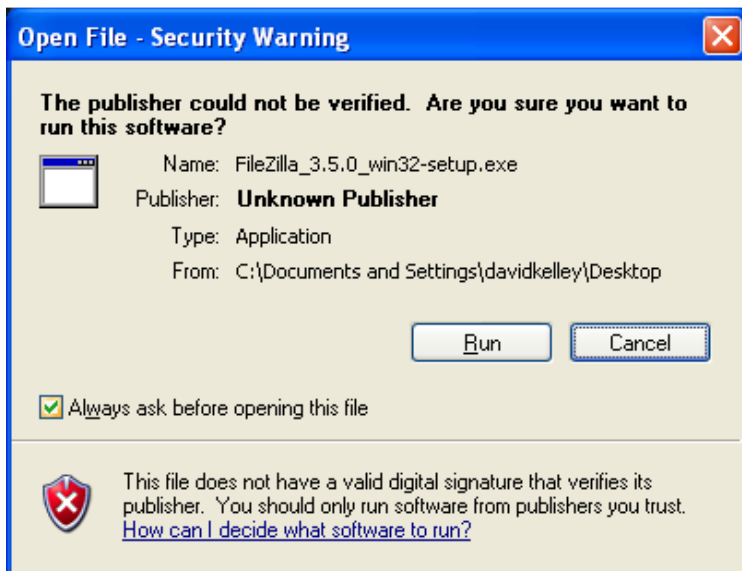 Open File - Security Warning
The publisher could not be verified.  Are you sure you want to
run this software?
Name: FileZilla_3.5.0_win32-setup.exe
Publisher: Unknown Publisher
Type: Application
From: C:\Documents and Settings\davidkelley\Desktop
Run Cancel
Always ask before opening this file
This file does not have a valid digital signature that verifies its
publisher.  You should only run software from publishers you trust.
How can I decide what software to run?